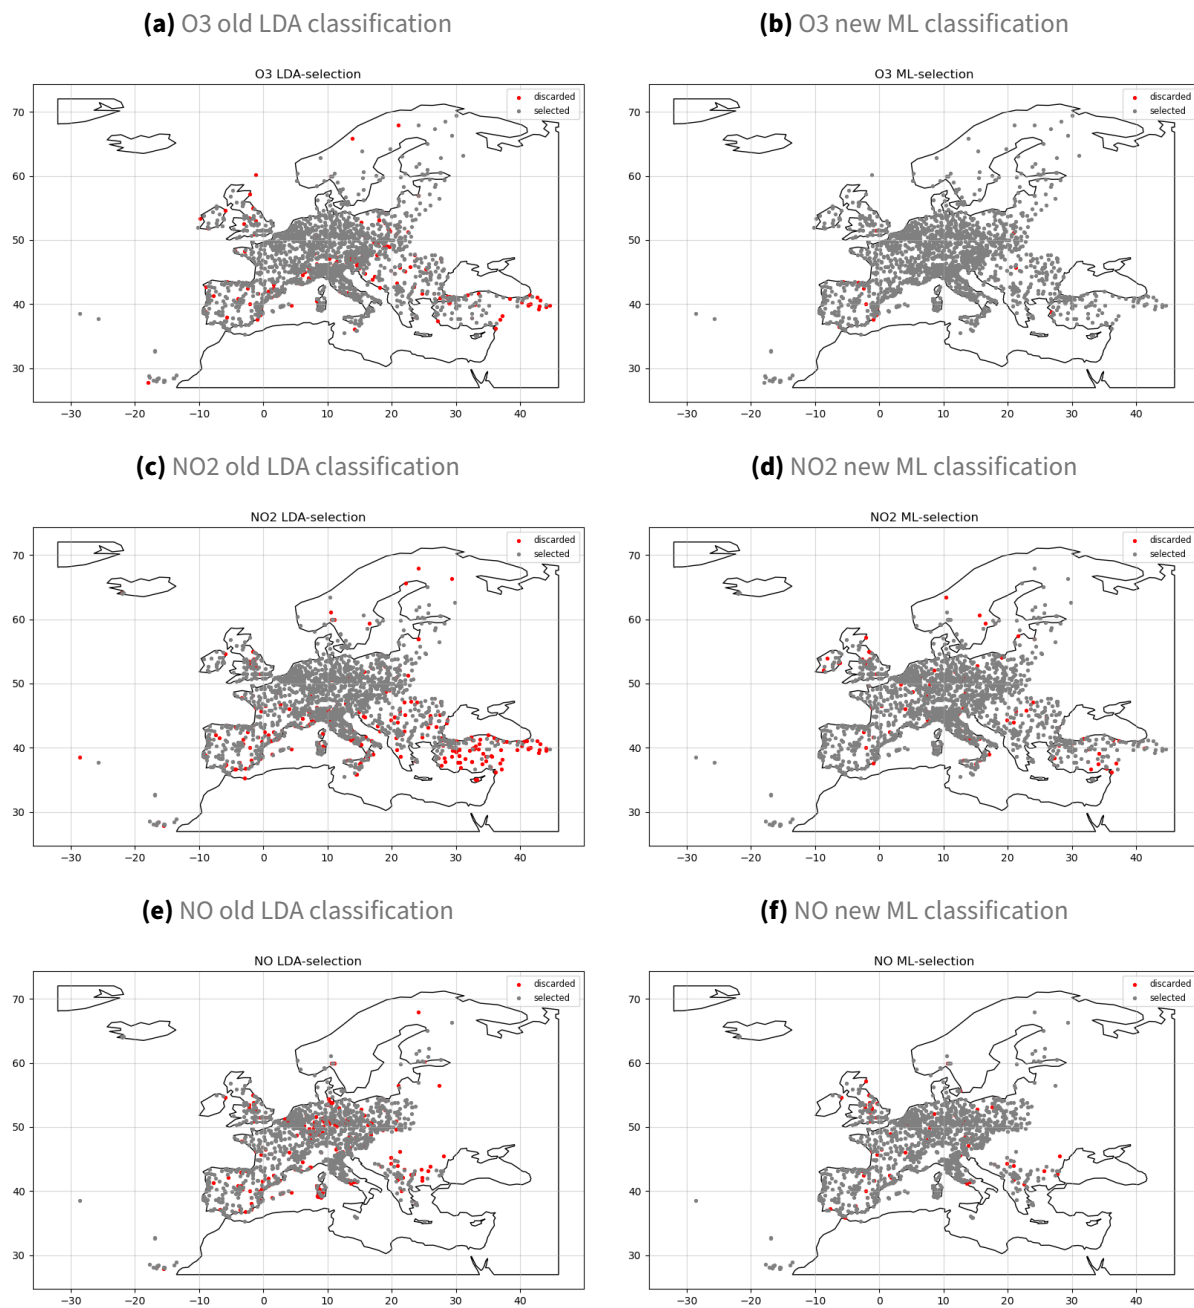 (a) O3 old LDA classification
(b) O3 new ML classification
O3 LDA-selection
O3 ML-selection
discarded
selected
discarded
selected
70
60
50
40
30
−30 −20 −10 0 10 20 30 40
70
60
50
40
30
−30 −20 −10 0 10 20 30 40
(c) NO2 old LDA classification
(d) NO2 new ML classification
NO2 LDA-selection
NO2 ML-selection
discarded
selected
discarded
selected
70
60
50
40
30
−30 −20 −10 0 10 20 30 40
70
60
50
40
30
−30 −20 −10 0 10 20 30 40
(e) NO old LDA classification
(f) NO new ML classification
NO LDA-selection
NO ML-selection
discarded
selected
discarded
selected
70
60
50
40
30
−30 −20 −10 0 10 20 30 40
70
60
50
40
30
−30 −20 −10 0 10 20 30 40